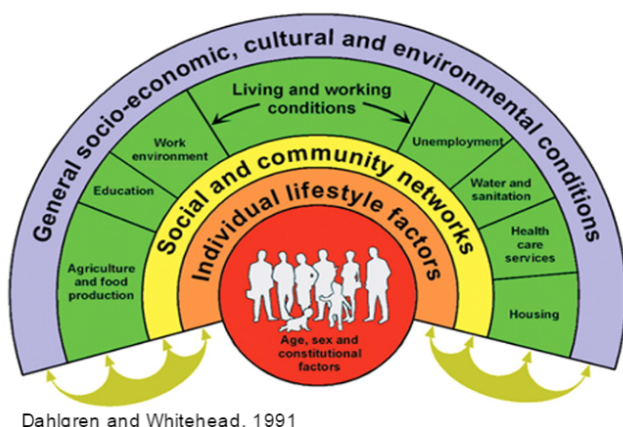 General socio-economic, cultural and environmental conditions
Living and working
conditions
Work
environment
Unemployment
Education
Water and
sanitation
Agriculture
and food
production
Health
care
services
Housing
Social and community networks
Individual lifestyle factors
Age, sex and
constitutional
factors
Dahlgren and Whitehead, 1991